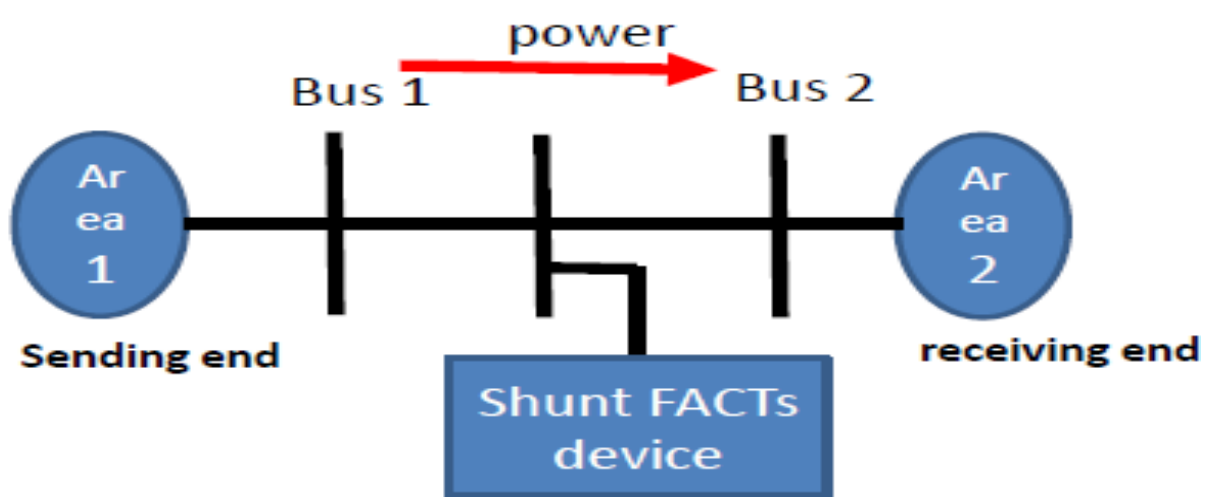 power
Bus 1
Bus 2
Ar
ea
1
Ar
ea
2
Sending end
receiving end
Shunt FACTs
device